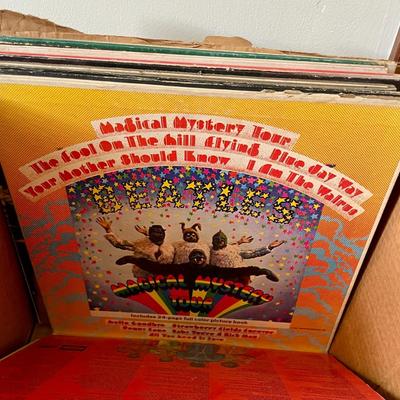 Magical Mystery Tour
The Fool On The Hill Flying Blue Jay Way
Your Mother Should Know I Am The Walrus
BEATLES
MAGICAL MYSTERY
TOUR
Includes 24-page full color picture book
Hello Goodbye Strawberry Fields Forever
Penny Lane Baby You're A Rich Man
All You Need Is Love